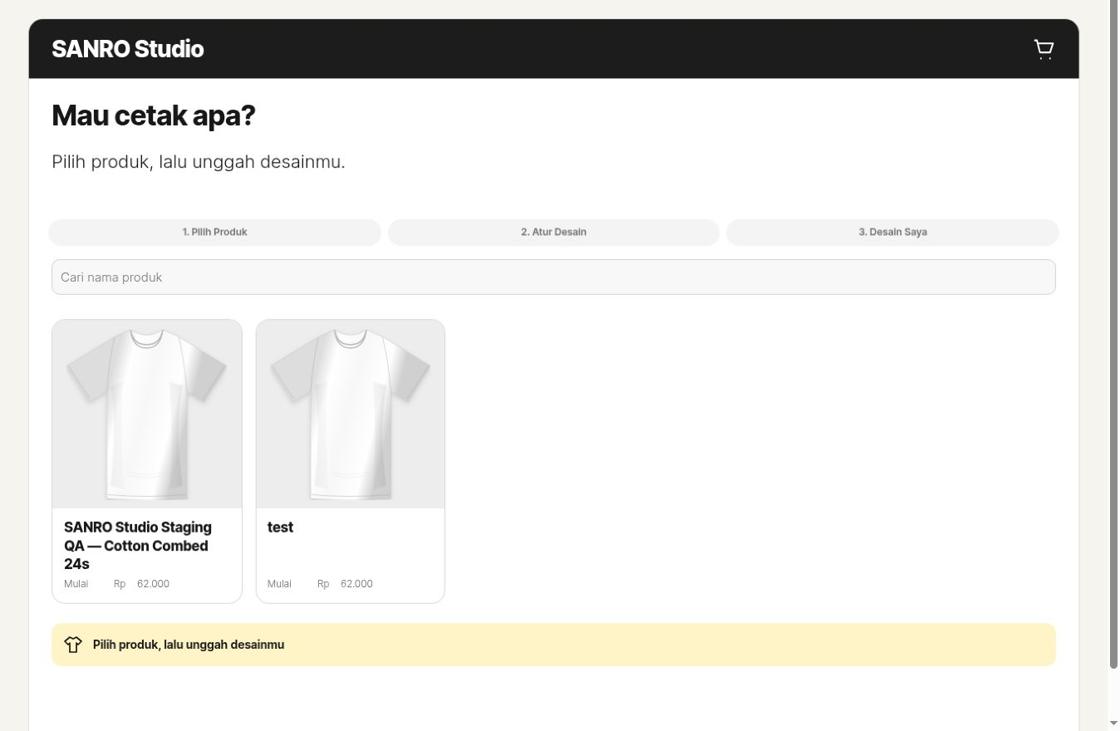 SANRO Studio
Mau cetak apa?
Pilih produk, lalu unggah desainmu.
1. Pilih Produk
2. Atur Desain
3. Desain Saya
Cari nama produk
SANRO Studio Staging
QA — Cotton Combed
24s
Mulai Rp 62.000
test
Mulai Rp 62.000
Pilih produk, lalu unggah desainmu